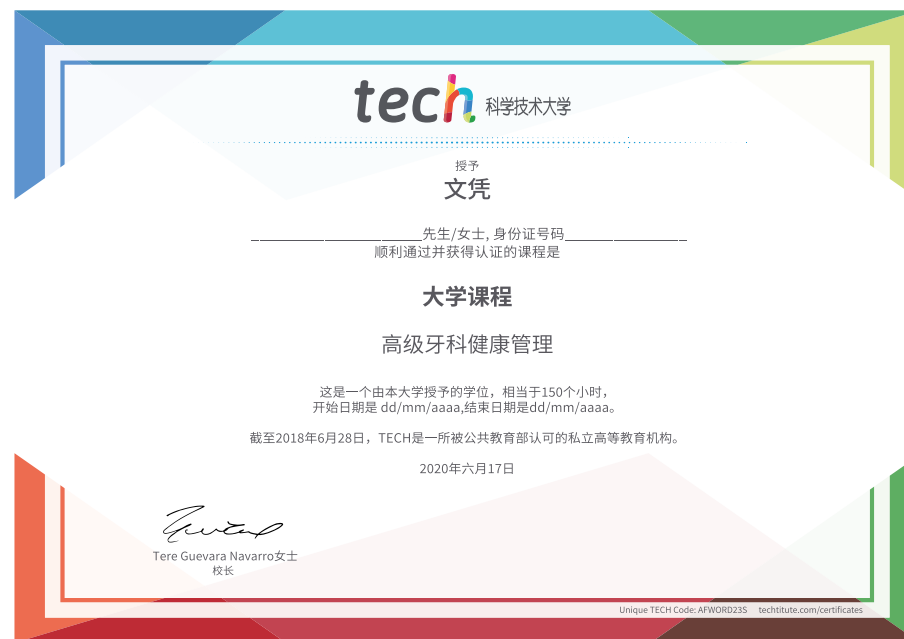 tech 科学技术大学
授予
文凭
______________________先生/女士, 身份证号码________________
顺利通过并获得认证的课程是
大学课程
高级牙科健康管理
这是一个由本大学授予的学位，相当于150个小时，
开始日期是 dd/mm/aaaa,结束日期是dd/mm/aaaa。
截至2018年6月28日，TECH是一所被公共教育部认可的私立高等教育机构。
2020年六月17日
Tere Guevara Navarro女士
校长
Unique TECH Code: AFWORD23S techtitute.com/certificates